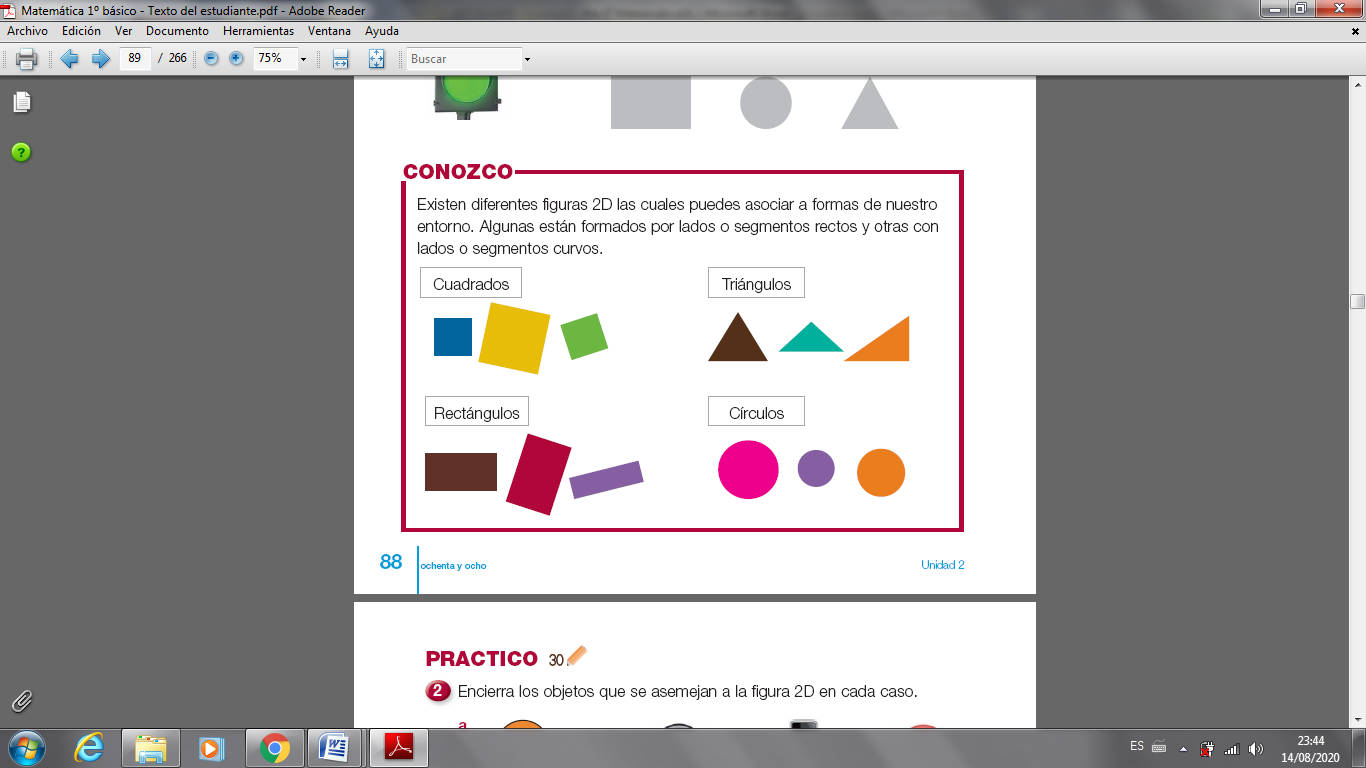 Matemática 1º básico - Texto del estudiante.pdf - Adobe Reader
Archivo Edición Ver Documento Herramientas Ventana Ayuda
89 / 266 75% Buscar
CONOZCO
Existen diferentes figuras 2D las cuales puedes asociar a formas de nuestro
entorno. Algunas están formados por lados o segmentos rectos y otras con
lados o segmentos curvos.
Cuadrados Triángulos
Rectángulos Círculos
88 ochenta y ocho Unidad 2
PRACTICO 30
2 Encierra los objetos que se asemejan a la figura 2D en cada caso.
a
ES 23:44
14/08/2020